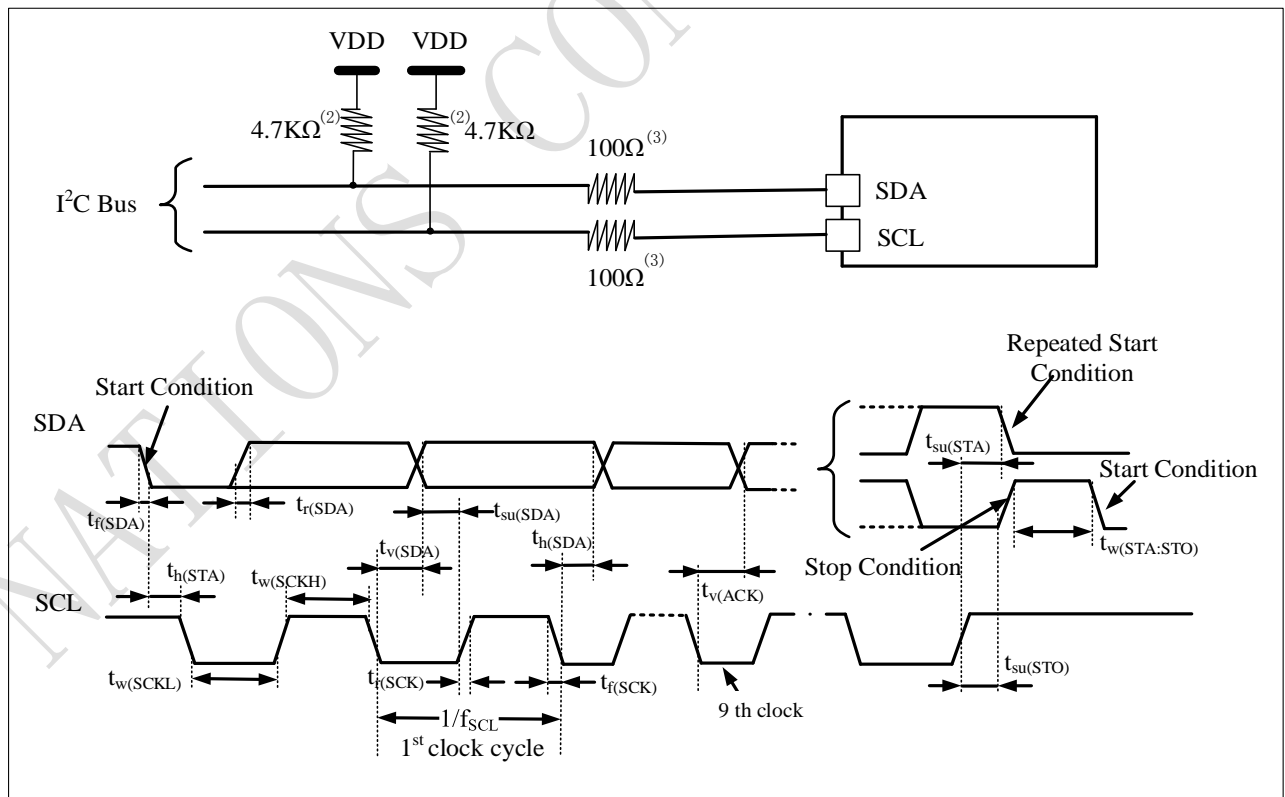 VDD VDD
4.7KΩ(2) (2)4.7KΩ
100Ω(3)
I2C Bus
SDA
SCL
100Ω(3)
Repeated Start
Condition
Start Condition
SDA
tsu(STA)
Start Condition
tf(SDA)
tr(SDA)
tsu(SDA)
tv(SDA)
th(SDA)
tw(STA:STO)
Stop Condition
th(STA)
tw(SCKH)
tv(ACK)
SCL
tw(SCKL)
tr(SCK)
tf(SCK)
9 th clock
tsu(STO)
1/fSCL
1st clock cycle
NATIONS CON